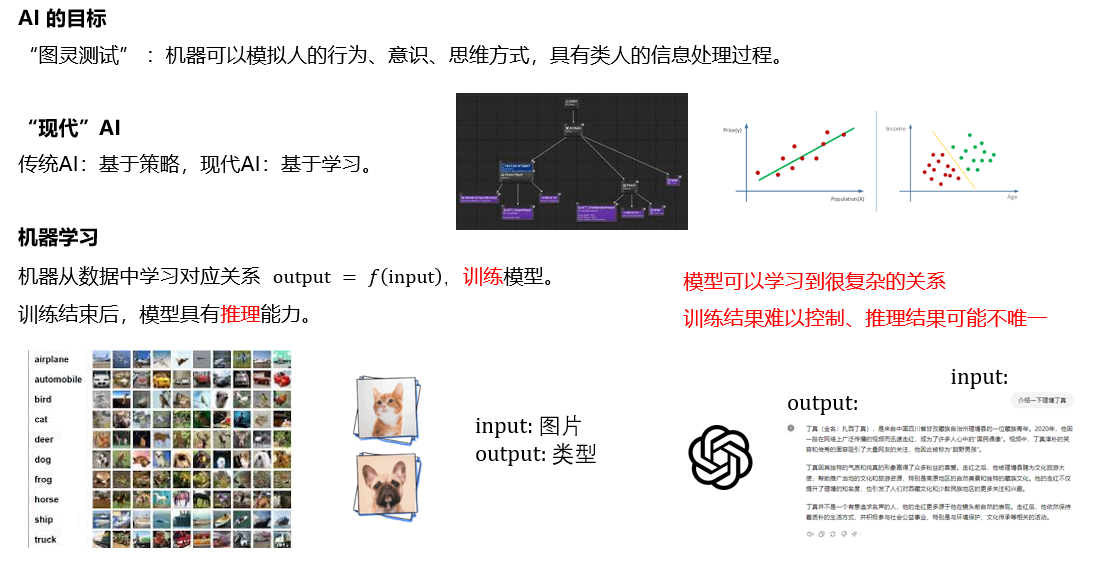 AI 的目标
“图灵测试” ：机器可以模拟人的行为、意识、思维方式，具有类人的信息处理过程。
“现代”AI
传统AI：基于策略，现代AI：基于学习。
Price(y)
Population(X)
Income
Age
机器学习
机器从数据中学习对应关系 output = f(input)，训练模型。
训练结束后，模型具有推理能力。
模型可以学习到很复杂的关系
训练结果难以控制、推理结果可能不唯一
airplane
automobile
bird
cat
deer
dog
frog
horse
ship
truck
input: 图片
output: 类型
input:
介绍一下理塘丁真
output:
丁真（全名：扎西丁真），是来自中国四川省甘孜藏族自治州理塘县的一位藏族青年。2020年，他因
一段在网络上广泛传播的视频而迅速走红，成为了许多人心中的“国民偶像”。视频中，丁真淳朴的笑
容和俊秀的面容吸引了大量网友的关注，他因此被称为“甜野男孩”。
丁真因其独特的气质和纯真的形象赢得了众多粉丝的喜爱。走红之后，他被理塘县聘为文化旅游大
使，帮助推广当地的文化和旅游资源，特别是高原地区的自然美景和独特的藏族文化。他的走红不仅
提升了理塘的知名度，也引发了人们对西藏文化和少数民族地区的更多关注和兴趣。
丁真并不是一个有意追求名声的人，他的走红更多源于他在镜头前自然的表现。走红后，他依然保持
着质朴的生活方式，并积极参与社会公益事业，特别是与环境保护、文化传承等相关的活动。